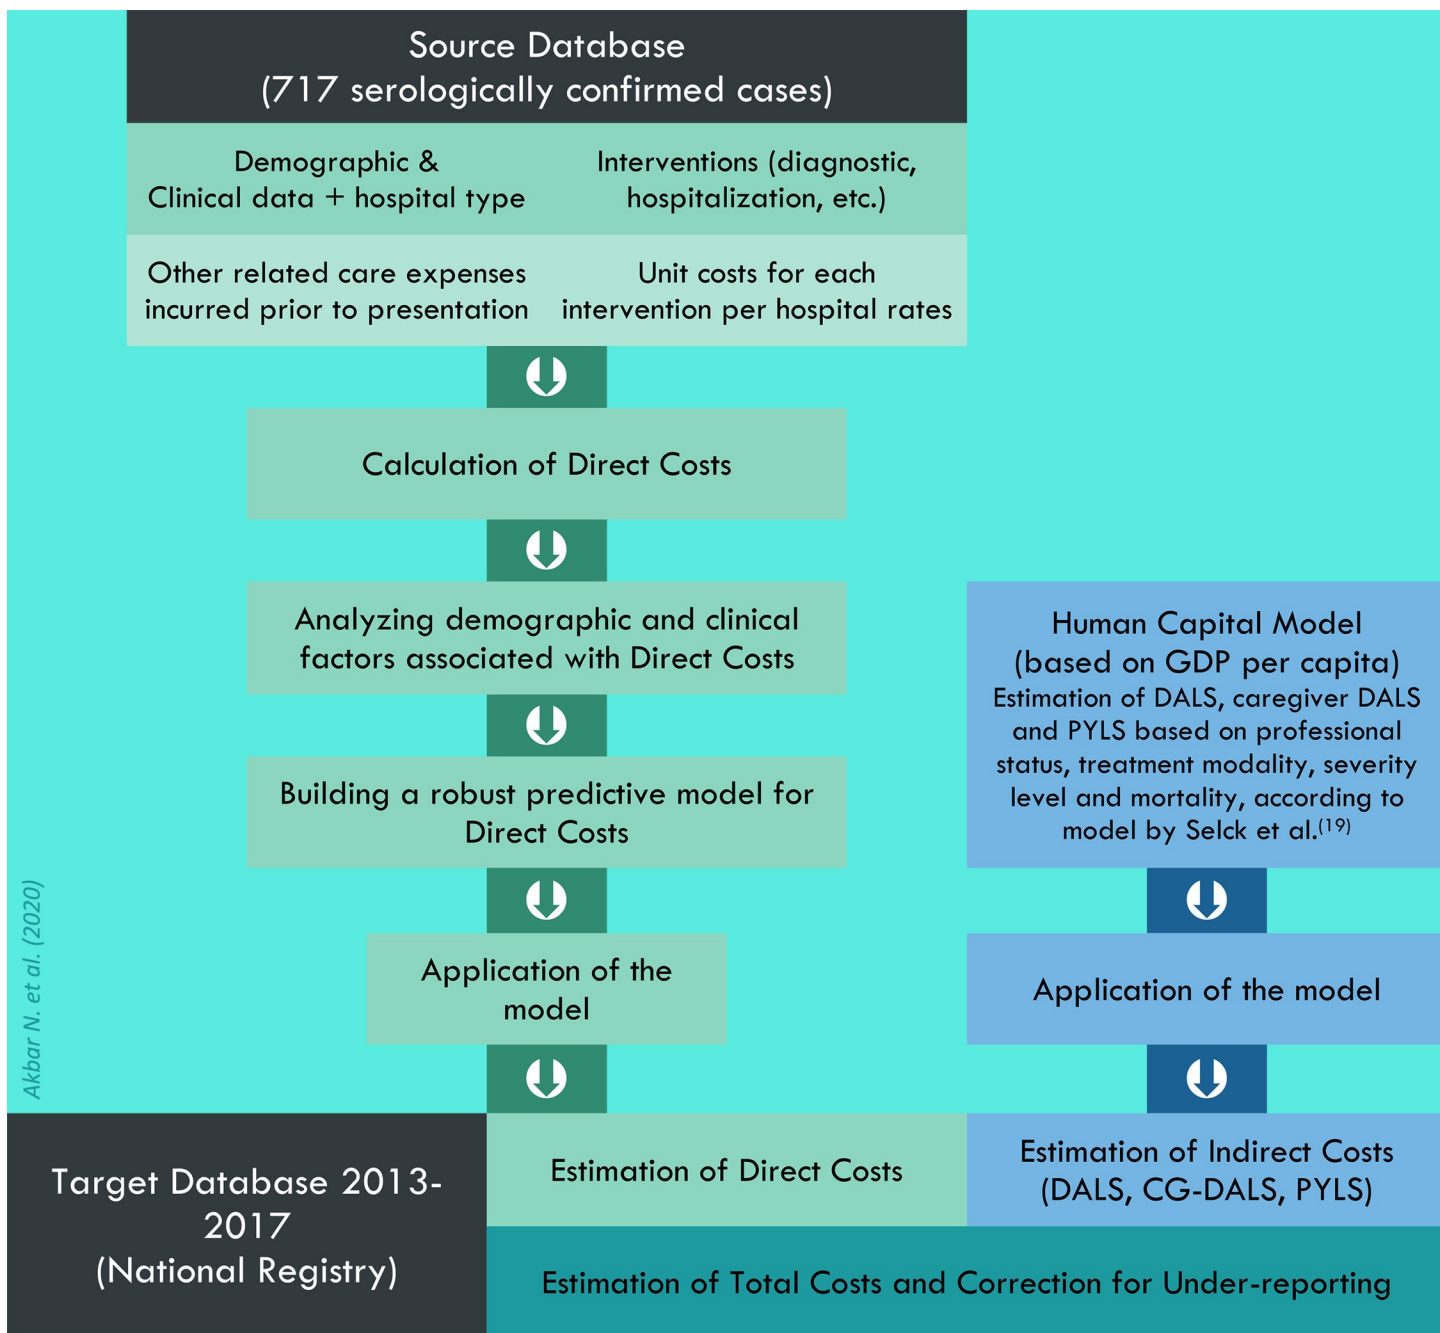 Source Database
(717 serologically confirmed cases)
Demographic &
Clinical data + hospital type
Interventions (diagnostic,
hospitalization, etc.)
Other related care expenses
incurred prior to presentation
Unit costs for each
intervention per hospital rates
Calculation of Direct Costs
Analyzing demographic and clinical
factors associated with Direct Costs
Building a robust predictive model for
Direct Costs
Application of the
model
Human Capital Model
(based on GDP per capita)
Estimation of DALS, caregiver DALS
and PYLS based on professional
status, treatment modality, severity
level and mortality, according to
model by Selck et al.(19)
Application of the model
Akbar N. et al. (2020)
Target Database 2013-
2017
(National Registry)
Estimation of Direct Costs
Estimation of Indirect Costs
(DALS, CG-DALS, PYLS)
Estimation of Total Costs and Correction for Under-reporting